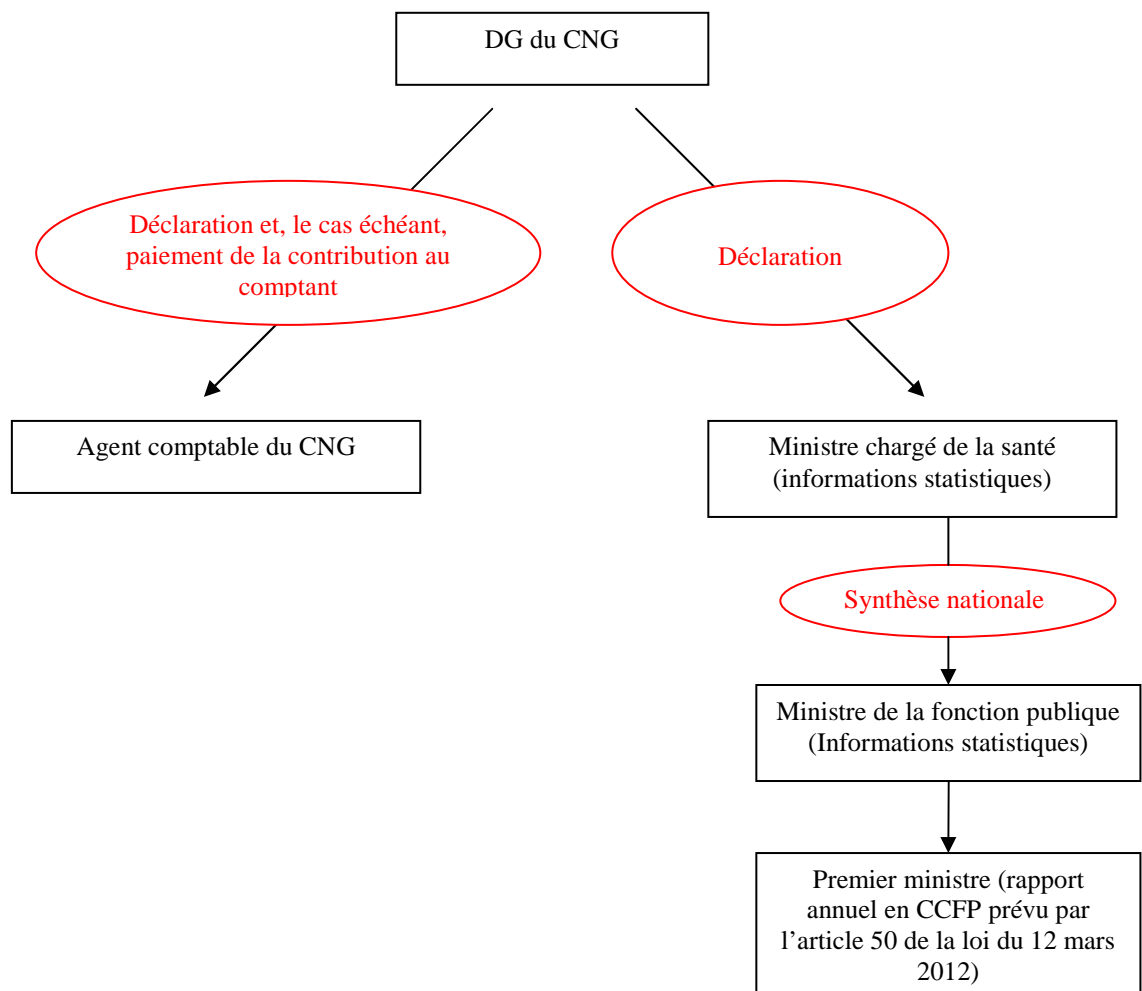 DG du CNG
Déclaration et, le cas échéant,
paiement de la contribution au
comptant
Déclaration
Agent comptable du CNG
Ministre chargé de la santé
(informations statistiques)
Synthèse nationale
Ministre de la fonction publique
(Informations statistiques)
Premier ministre (rapport
annuel en CCFP prévu par
l’article 50 de la loi du 12 mars
2012)